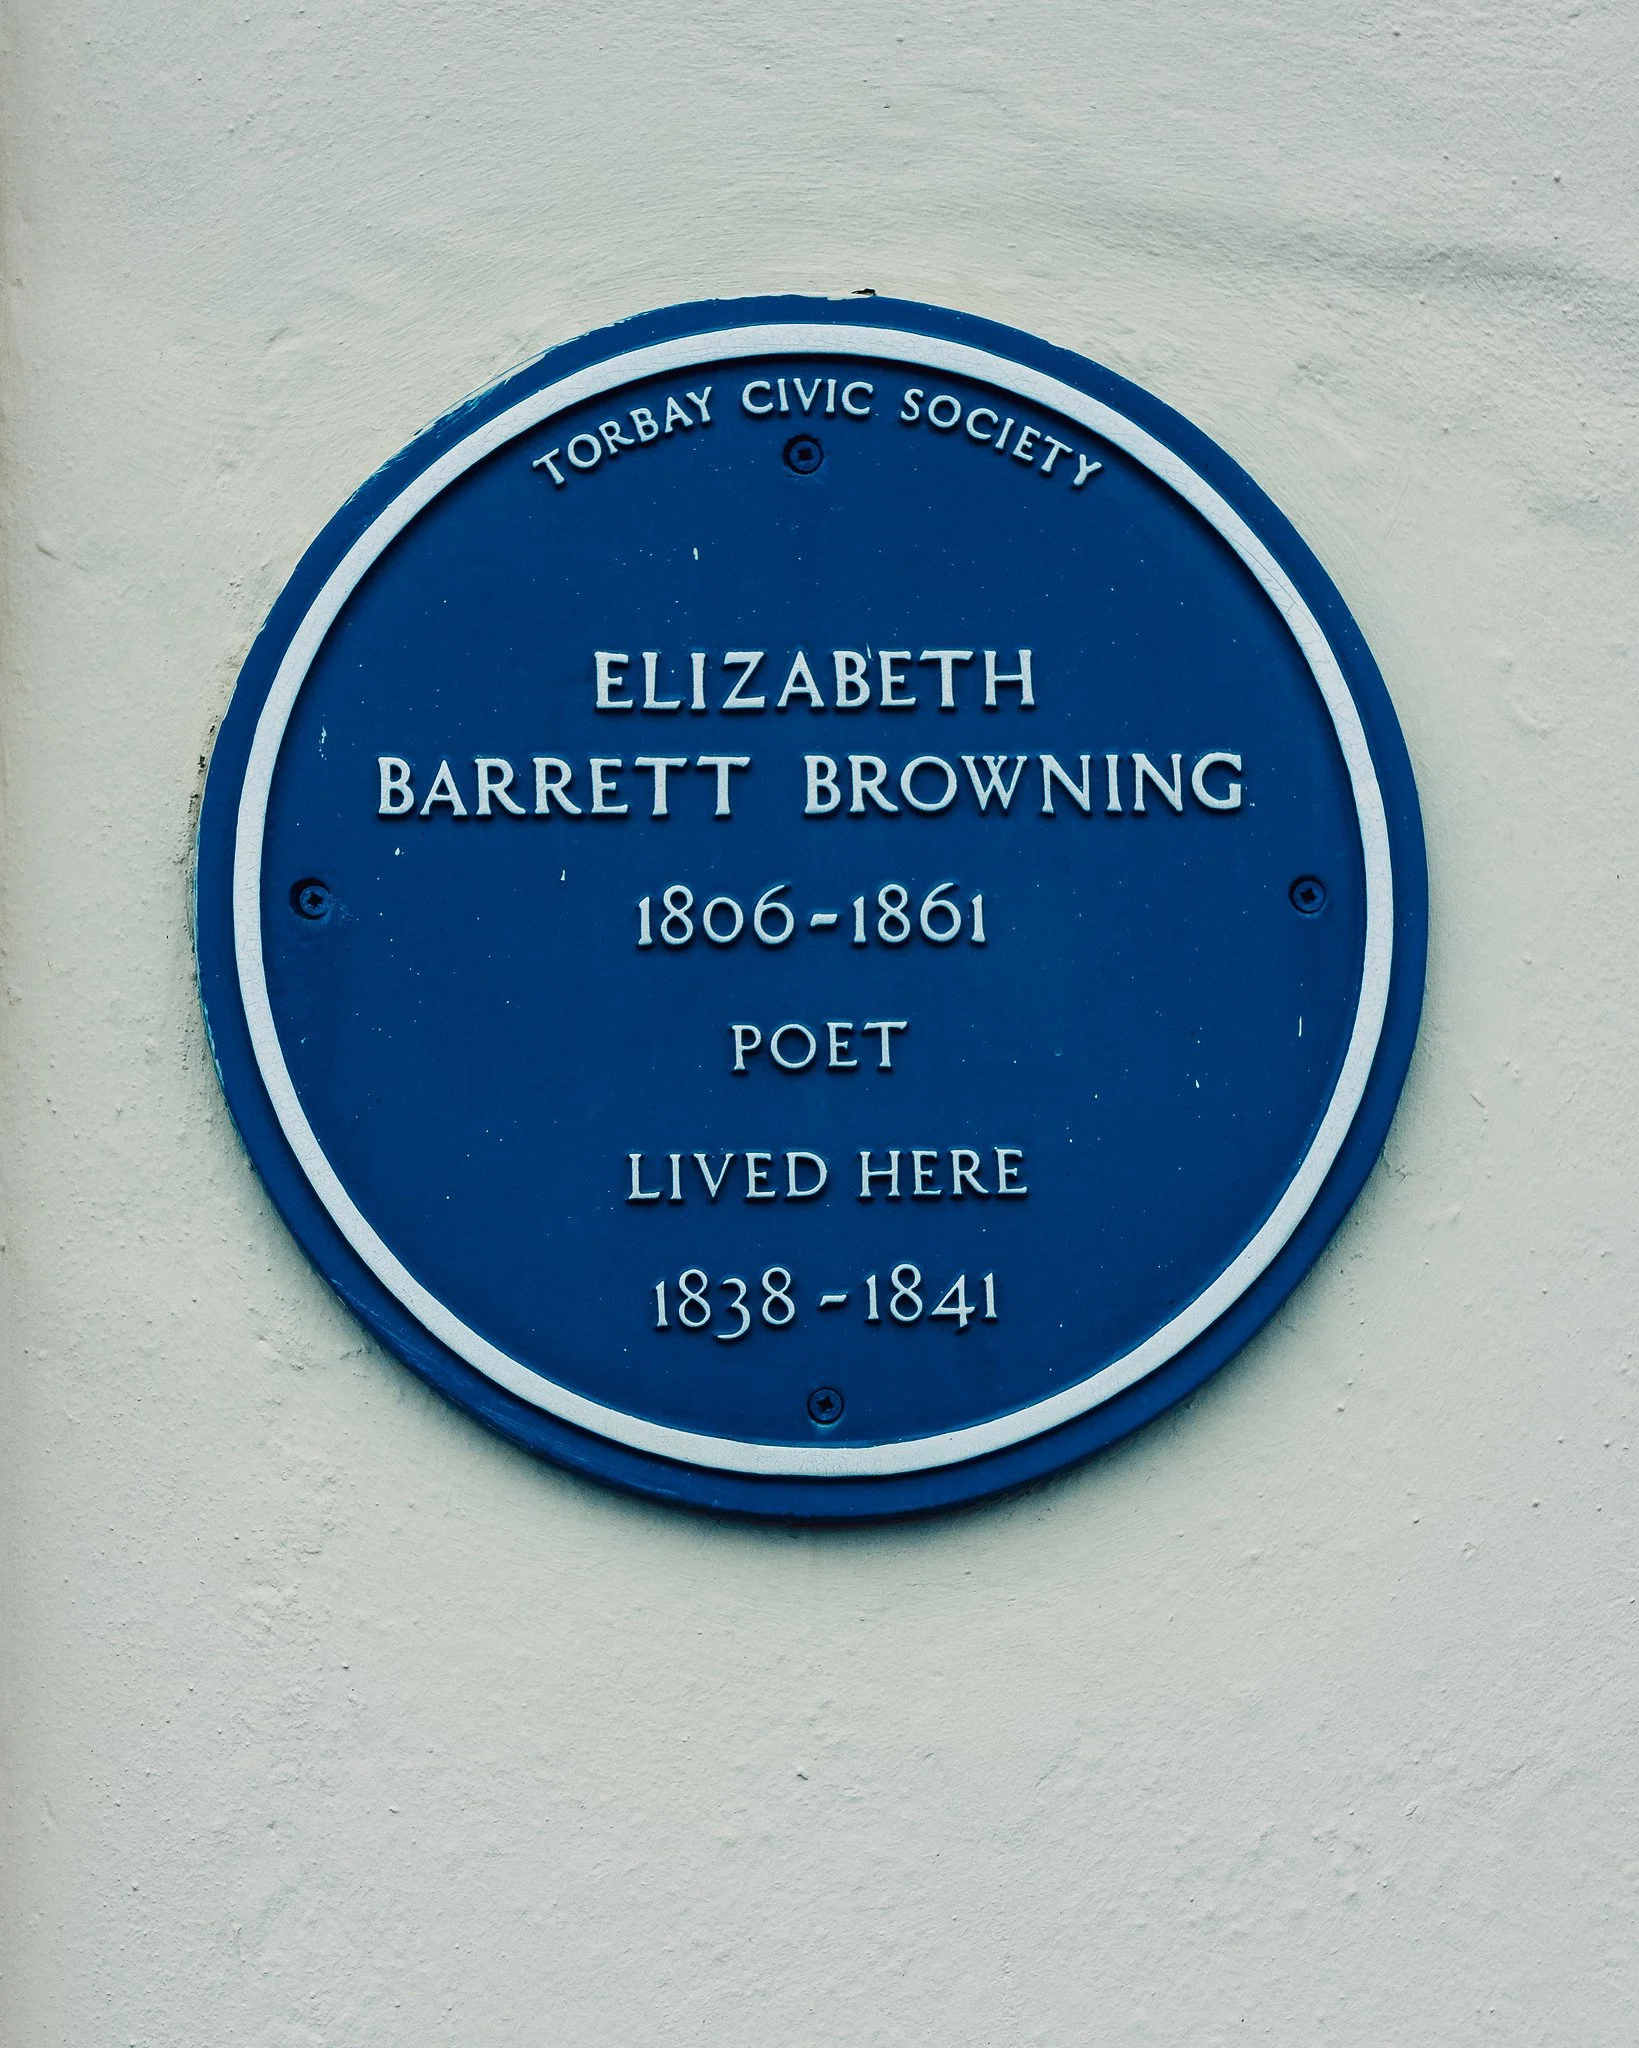 TORBAY CIVIC SOCIETY
ELIZABETH
BARRETT BROWNING
1806-1861
POET
LIVED HERE
1838-1841